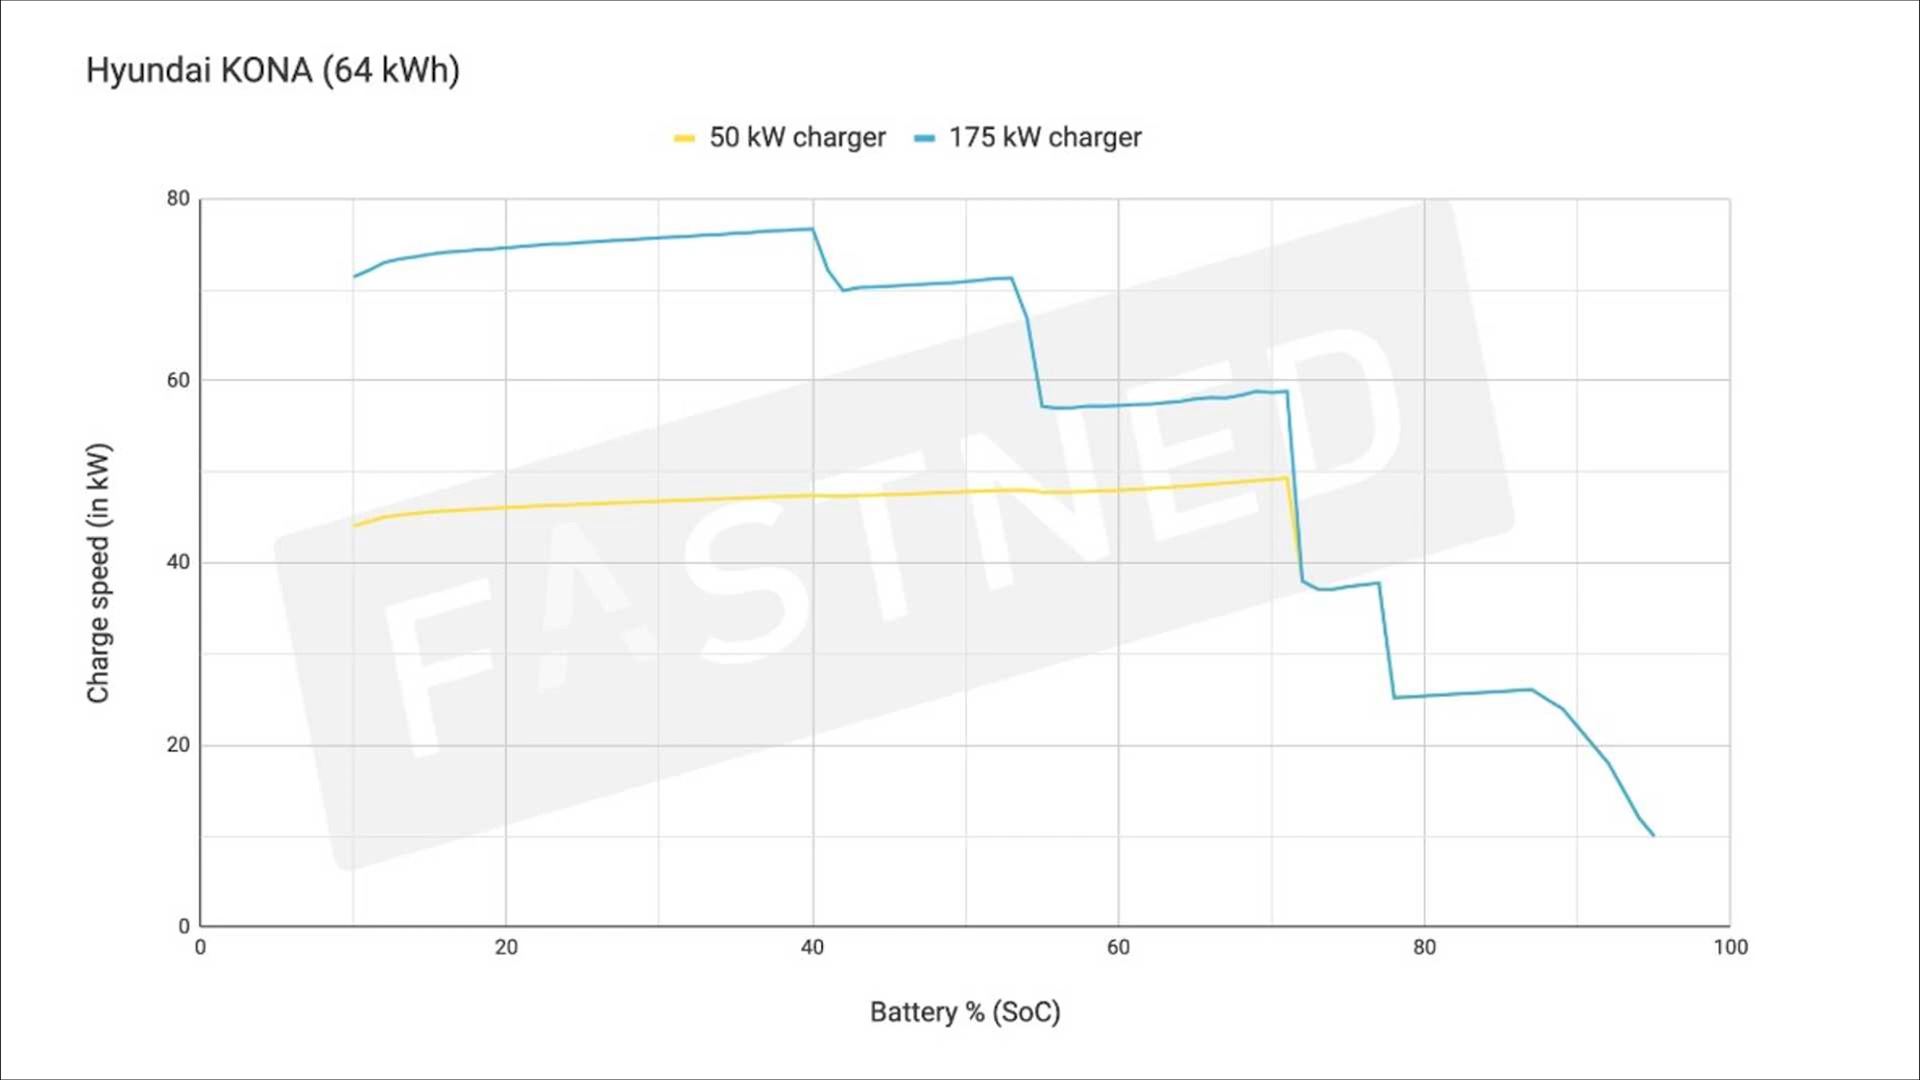 Hyundai KONA (64 kWh)
50 kW charger 175 kW charger
80
60
40
20
0
Charge speed (in kW)
FASTNED
0 20 40 60 80 100
Battery % (SoC)